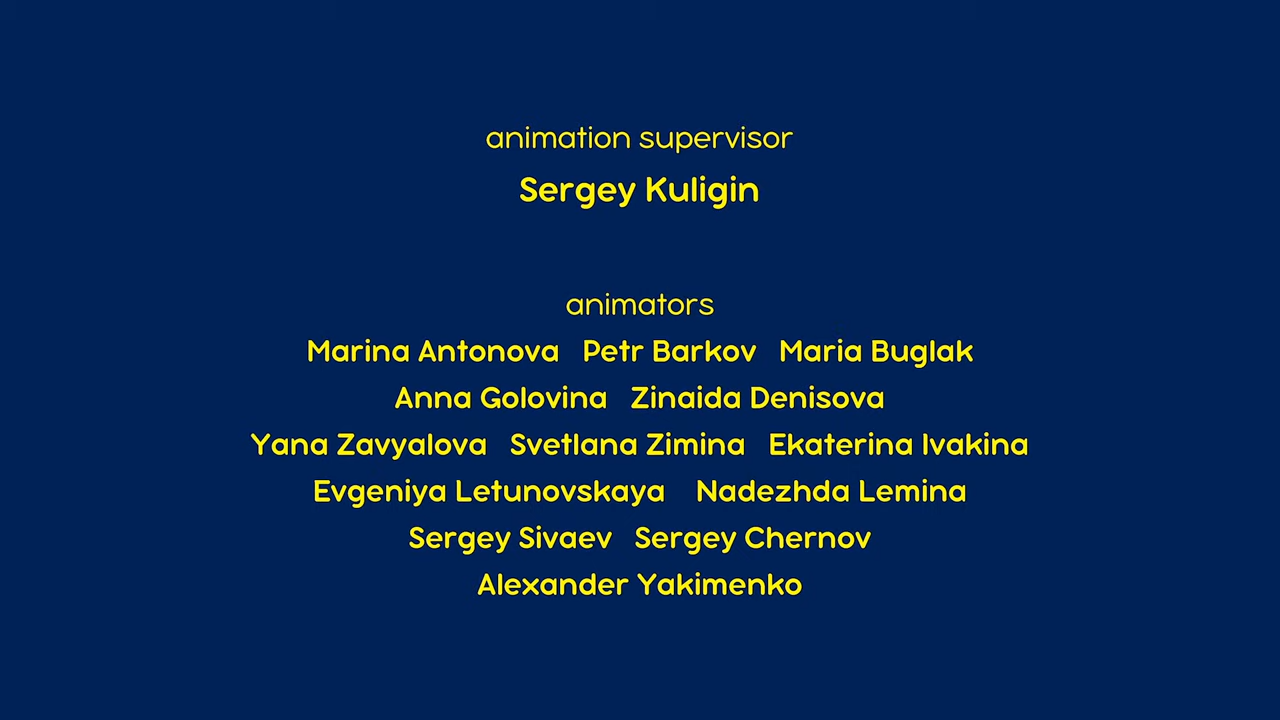 animation supervisor
Sergey Kuligin
animators
Marina Antonova Petr Barkov Maria Buglak
Anna Golovina Zinaida Denisova
Yana Zavyalova Svetlana Zimina Ekaterina Ivakina
Evgeniya Letunovskaya Nadezhda Lemina
Sergey Sivaev Sergey Chernov
Alexander Yakimenko